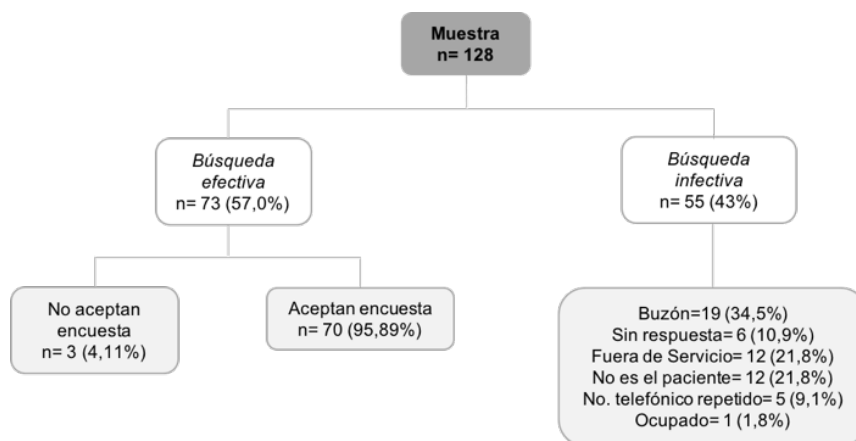 Muestra
n= 128
Búsqueda
efectiva
n= 73 (57,0%)
Búsqueda
infectiva
n= 55 (43%)
No aceptan
encuesta
n= 3 (4,11%)
Aceptan encuesta
n= 70 (95,89%)
Buzón=19 (34,5%)
Sin respuesta= 6 (10,9%)
Fuera de Servicio= 12 (21,8%)
No es el paciente= 12 (21,8%)
No. telefónico repetido= 5 (9,1%)
Ocupado= 1 (1,8%)